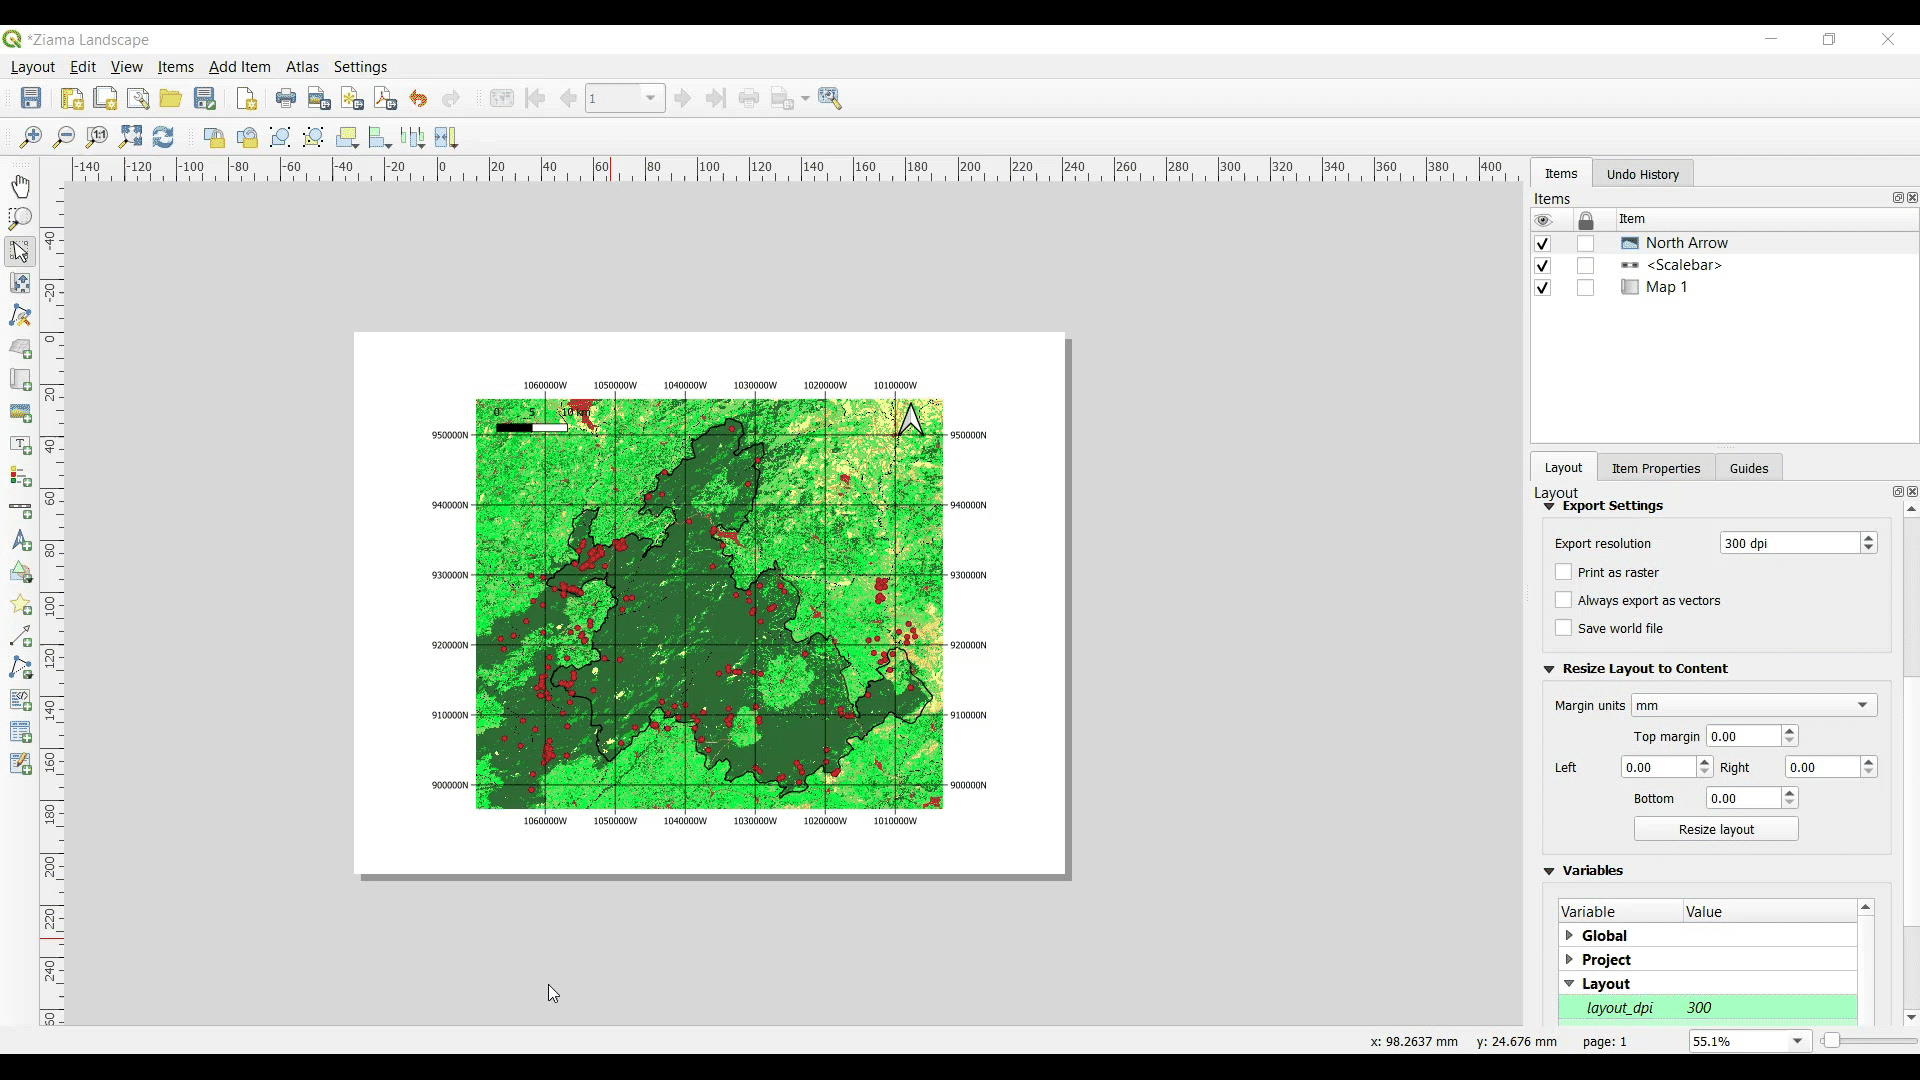 *Ziama Landscape
Layout Edit View Items Add Item Atlas Settings
1
-140 -120 -100 -80 -60 -40 -20 0 20 40 60 80 100 120 140 160 180 200 220 240 260 280 300 320 340 360 380 400
-40 -20 0 20 40 60 80 100 120 140 160 180 200 220 240
Items Undo History
Items
Item
North Arrow
<Scalebar>
Map 1
1060000W 1050000W 1040000W 1030000W 1020000W 1010000W
0 5 10 km
950000N 950000N
940000N 940000N
930000N 930000N
920000N 920000N
910000N 910000N
900000N 900000N
1060000W 1050000W 1040000W 1030000W 1020000W 1010000W
Layout Item Properties Guides
Layout
Export Settings
Export resolution 300 dpi
Print as raster
Always export as vectors
Save world file
Resize Layout to Content
Margin units mm
Top margin 0.00
Left 0.00 Right 0.00
Bottom 0.00
Resize layout
Variables
Variable Value
Global
Project
Layout
layout_dpi 300
x: 98.2637 mm y: 24.676 mm page: 1 55.1%